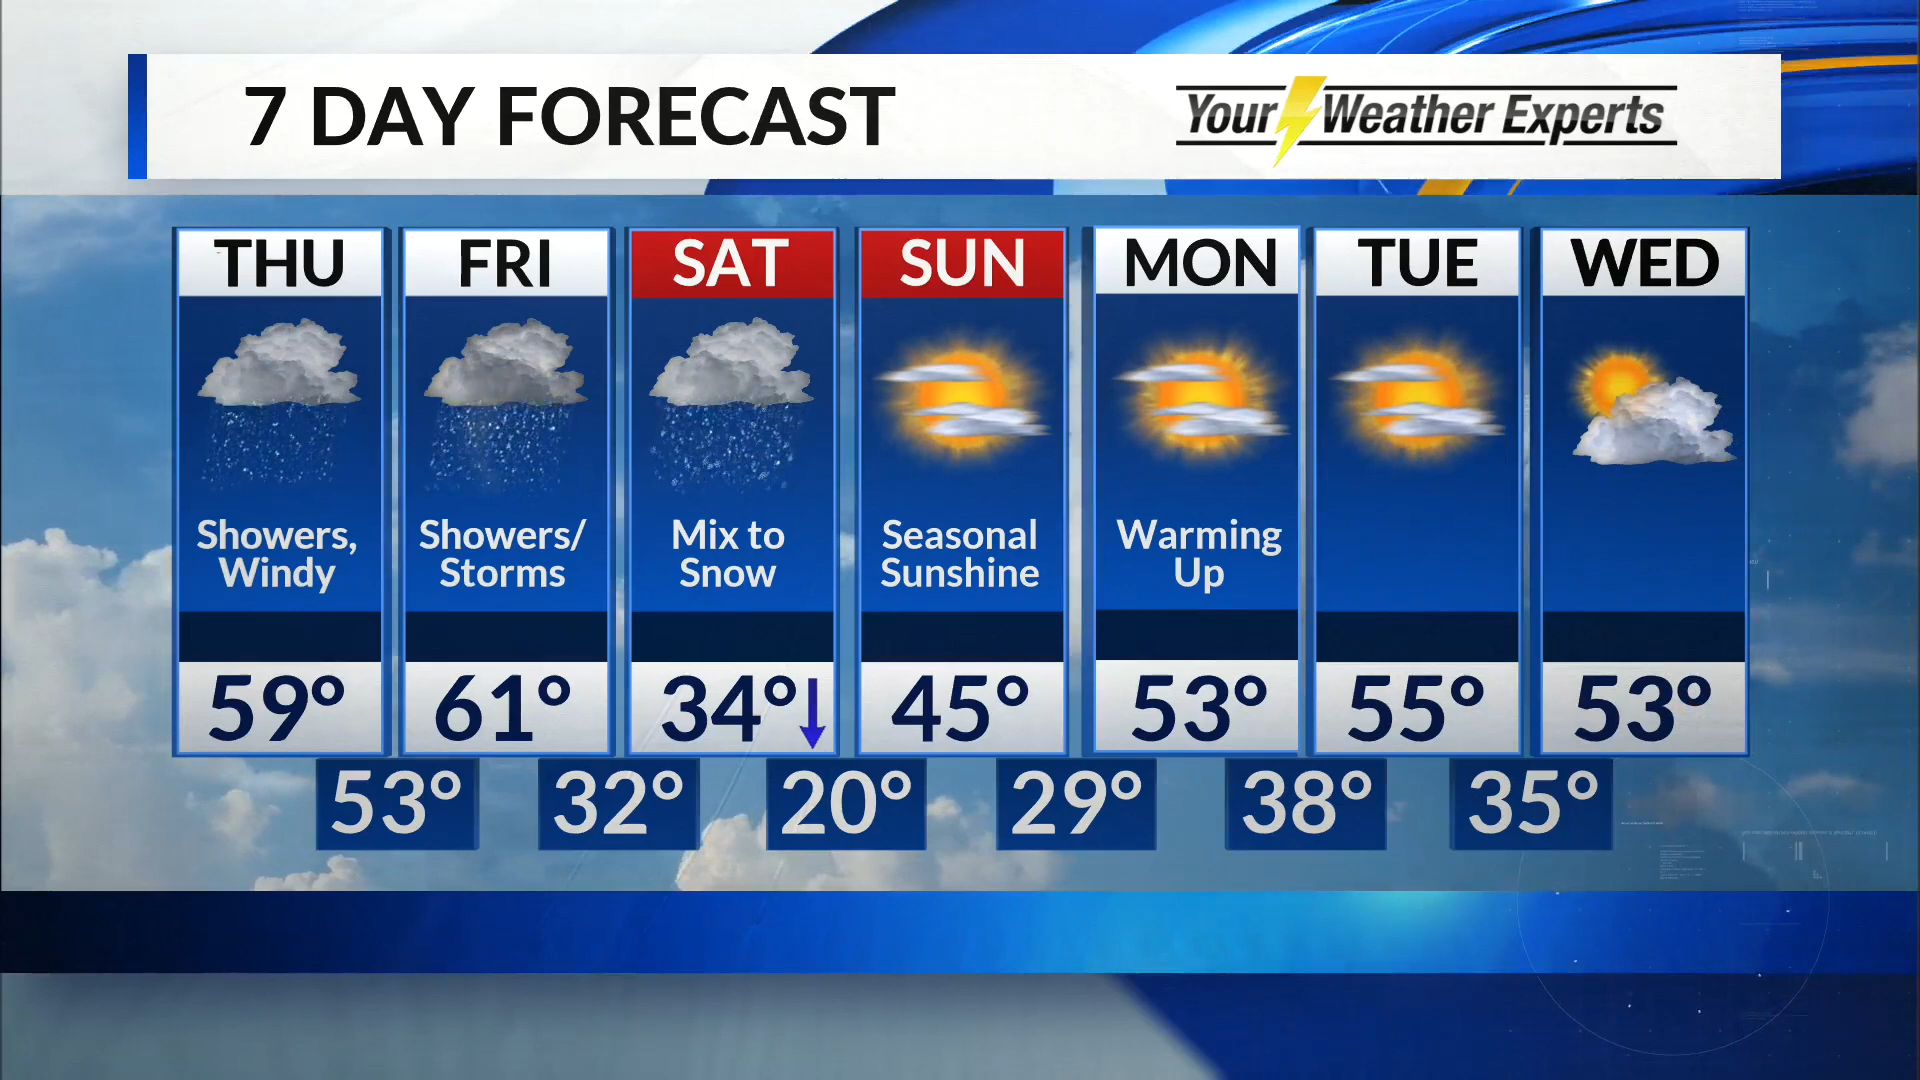 7 DAY FORECAST
Your Weather Experts
THU
FRI
SAT
SUN
MON
TUE
WED
Showers,
Windy
Showers/
Storms
Mix to
Snow
Seasonal
Sunshine
Warming
Up
59°
61°
34°
45°
53°
55°
53°
53°
32°
20°
29°
38°
35°